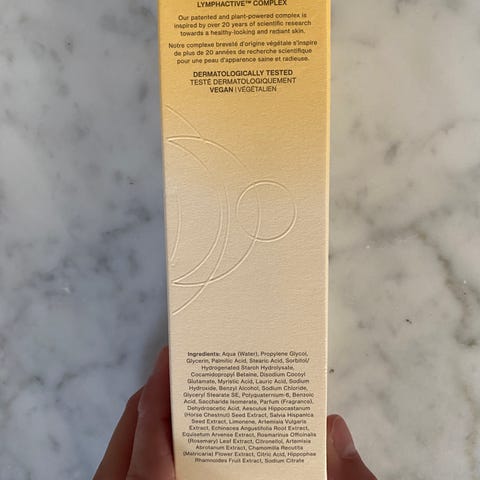 LYMPHACTIVE™ COMPLEX
Our patented and plant-powered complex is
inspired by over 20 years of scientific research
towards a healthy-looking and radiant skin.
Notre complexe breveté d'origine végétale s'inspire
de plus de 20 années de recherche scientifique
pour une peau d'apparence saine et radieuse.
DERMATOLOGICALLY TESTED
TESTÉ DERMATOLOGIQUEMENT
VEGAN | VÉGÉTALIEN
Ingredients: Aqua (Water), Propylene Glycol,
Glycerin, Palmitic Acid, Stearic Acid, Sorbitol/
Hydrogenated Starch Hydrolysate,
Cocamidopropyl Betaine, Disodium Cocoyl
Glutamate, Myristic Acid, Lauric Acid, Sodium
Hydroxide, Benzyl Alcohol, Sodium Chloride,
Glyceryl Stearate SE, Polyquaternium-6, Benzoic
Acid, Saccharide Isomerate, Parfum (Fragrance),
Dehydroacetic Acid, Aesculus Hippocastanum
(Horse Chestnut) Seed Extract, Salvia Hispanica
Seed Extract, Limonene, Artemisia Vulgaris
Extract, Echinacea Angustifolia Root Extract,
Equisetum Arvense Extract, Rosmarinus Officinalis
(Rosemary) Leaf Extract, Citronellol, Artemisia
Abrotanum Extract, Chamomilla Recutita
(Matricaria) Flower Extract, Citric Acid, Hippophae
Rhamnoides Fruit Extract, Sodium Citrate